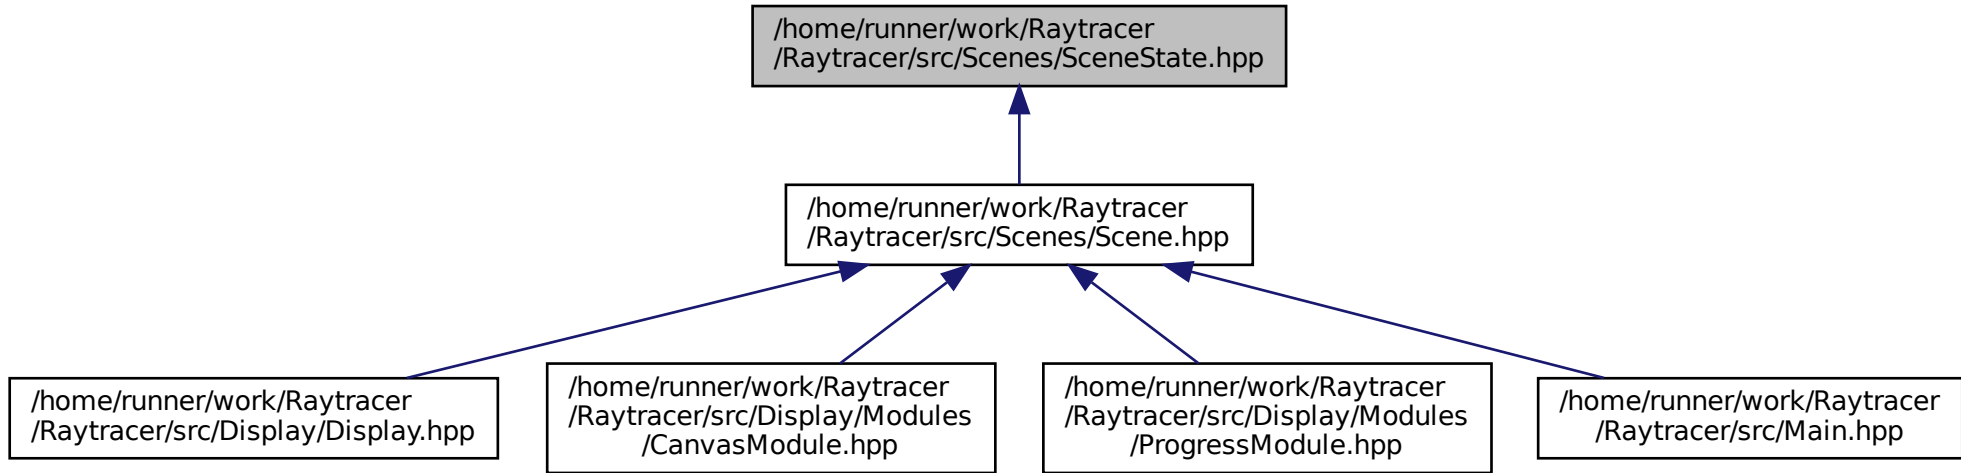 /home/runner/work/Raytracer
/Raytracer/src/Scenes/SceneState.hpp
/home/runner/work/Raytracer
/Raytracer/src/Scenes/Scene.hpp
/home/runner/work/Raytracer
/Raytracer/src/Display/Display.hpp
/home/runner/work/Raytracer
/Raytracer/src/Display/Modules
/CanvasModule.hpp
/home/runner/work/Raytracer
/Raytracer/src/Display/Modules
/ProgressModule.hpp
/home/runner/work/Raytracer
/Raytracer/src/Main.hpp